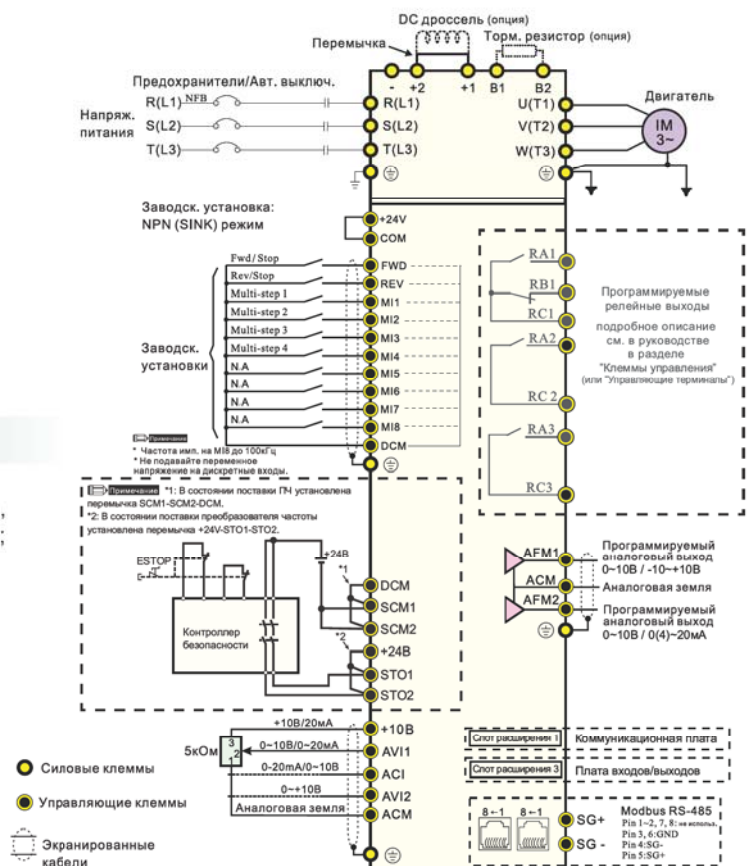 DC дроссель (опция)
Перемычка
Торм. резистор (опция)
- +2 +1 B1 B2
Предохранители/Авт. выключ.
Напряж.
питания
R(L1) NFB
S(L2)
T(L3)
R(L1)
S(L2)
T(L3)
U(T1)
V(T2)
W(T3)
Двигатель
IM
3~
Заводск. установка:
NPN (SINK) режим
+24V
COM
Fwd/Stop
FWD
Rev/Stop
REV
Multi-step 1
MI1
Multi-step 2
MI2
Multi-step 3
MI3
Multi-step 4
MI4
N.A
MI5
N.A
MI6
N.A
MI7
N.A
MI8
DCM
Заводск.
установки
Примечание
* Частота имп. на MI8 до 100кГц
* Не подавайте переменное
напряжение на дискретные входы.
RA1
RB1
RC1
RA2
RC2
RA3
RC3
Программируемые
релейные выходы
подробное описание
см. в руководстве
в разделе
"Клеммы управления"
(или "Управляющие терминалы")
Примечание *1: В состоянии поставки ПЧ установлена
перемычка SCM1-SCM2-DCM.
*2: В состоянии поставки преобразователя частоты
установлена перемычка +24V-STO1-STO2.
,
;
ESTOP
Контроллер
безопасности
+24В
*1
*2
DCM
SCM1
SCM2
+24В
STO1
STO2
AFM1
ACM
AFM2
Программируемый
аналоговый выход
0~10В / -10~+10В
Аналоговая земля
Программируемый
аналоговый выход
0~10В / 0(4)~20мА
5кОм
3
2
1
+10В/20мА
+10В
0~10В/0~20мА
AVI1
0-20mA/0~10В
ACI
0~+10В
AVI2
Аналоговая земля
ACM
Слот расширения 1
Коммуникационная плата
Слот расширения 3
Плата входов/выходов
8←1 8←1
SG+
SG -
Modbus RS-485
Pin 1~2, 7, 8: не использ.
Pin 3, 6:GND
Pin 4:SG-
Pin 5:SG+
Силовые клеммы
Управляющие клеммы
Экранированные
кабели